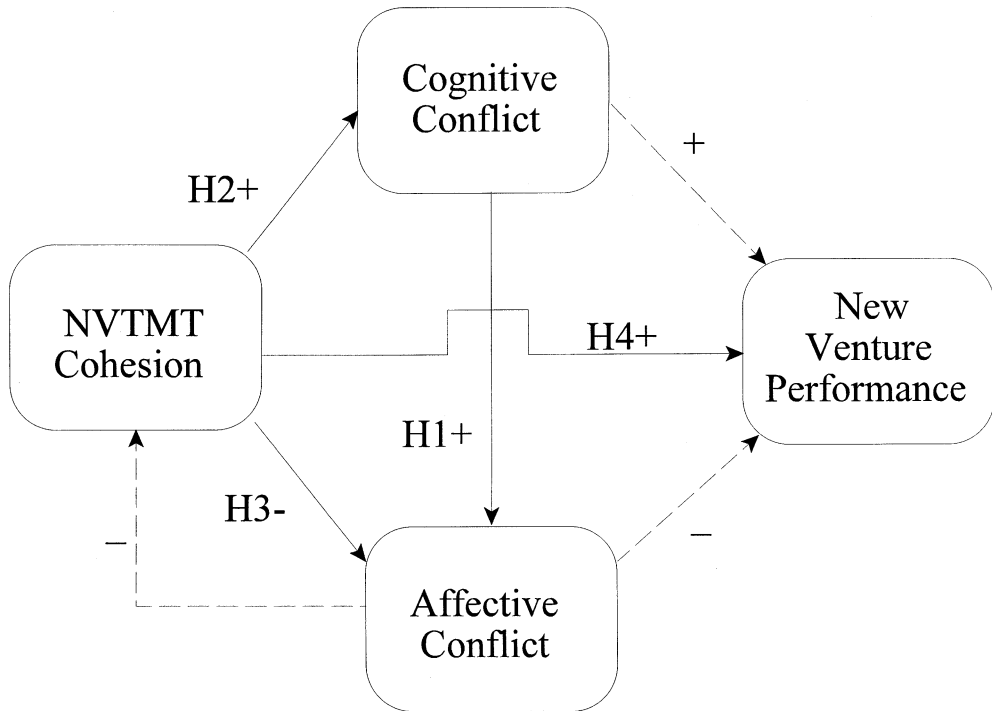 Cognitive
Conflict
+
H2+
NVTMT
Cohesion
New
Venture
Performance
H4+
H1+
H3-
–
–
Affective
Conflict